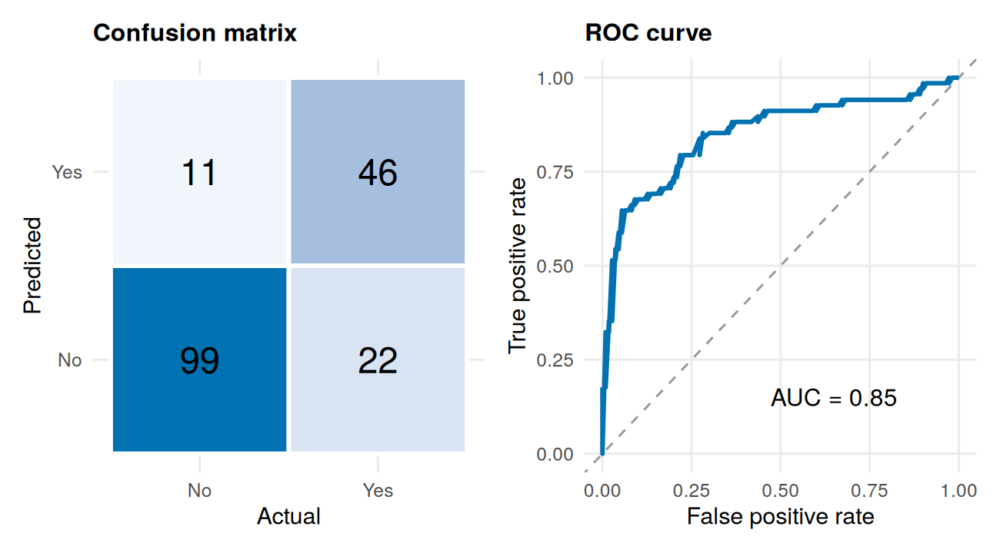 Confusion matrix
Predicted
Yes
No
11
46
99
22
No
Yes
Actual
ROC curve
True positive rate
1.00
0.75
0.50
0.25
0.00
AUC = 0.85
0.00
0.25
0.50
0.75
1.00
False positive rate